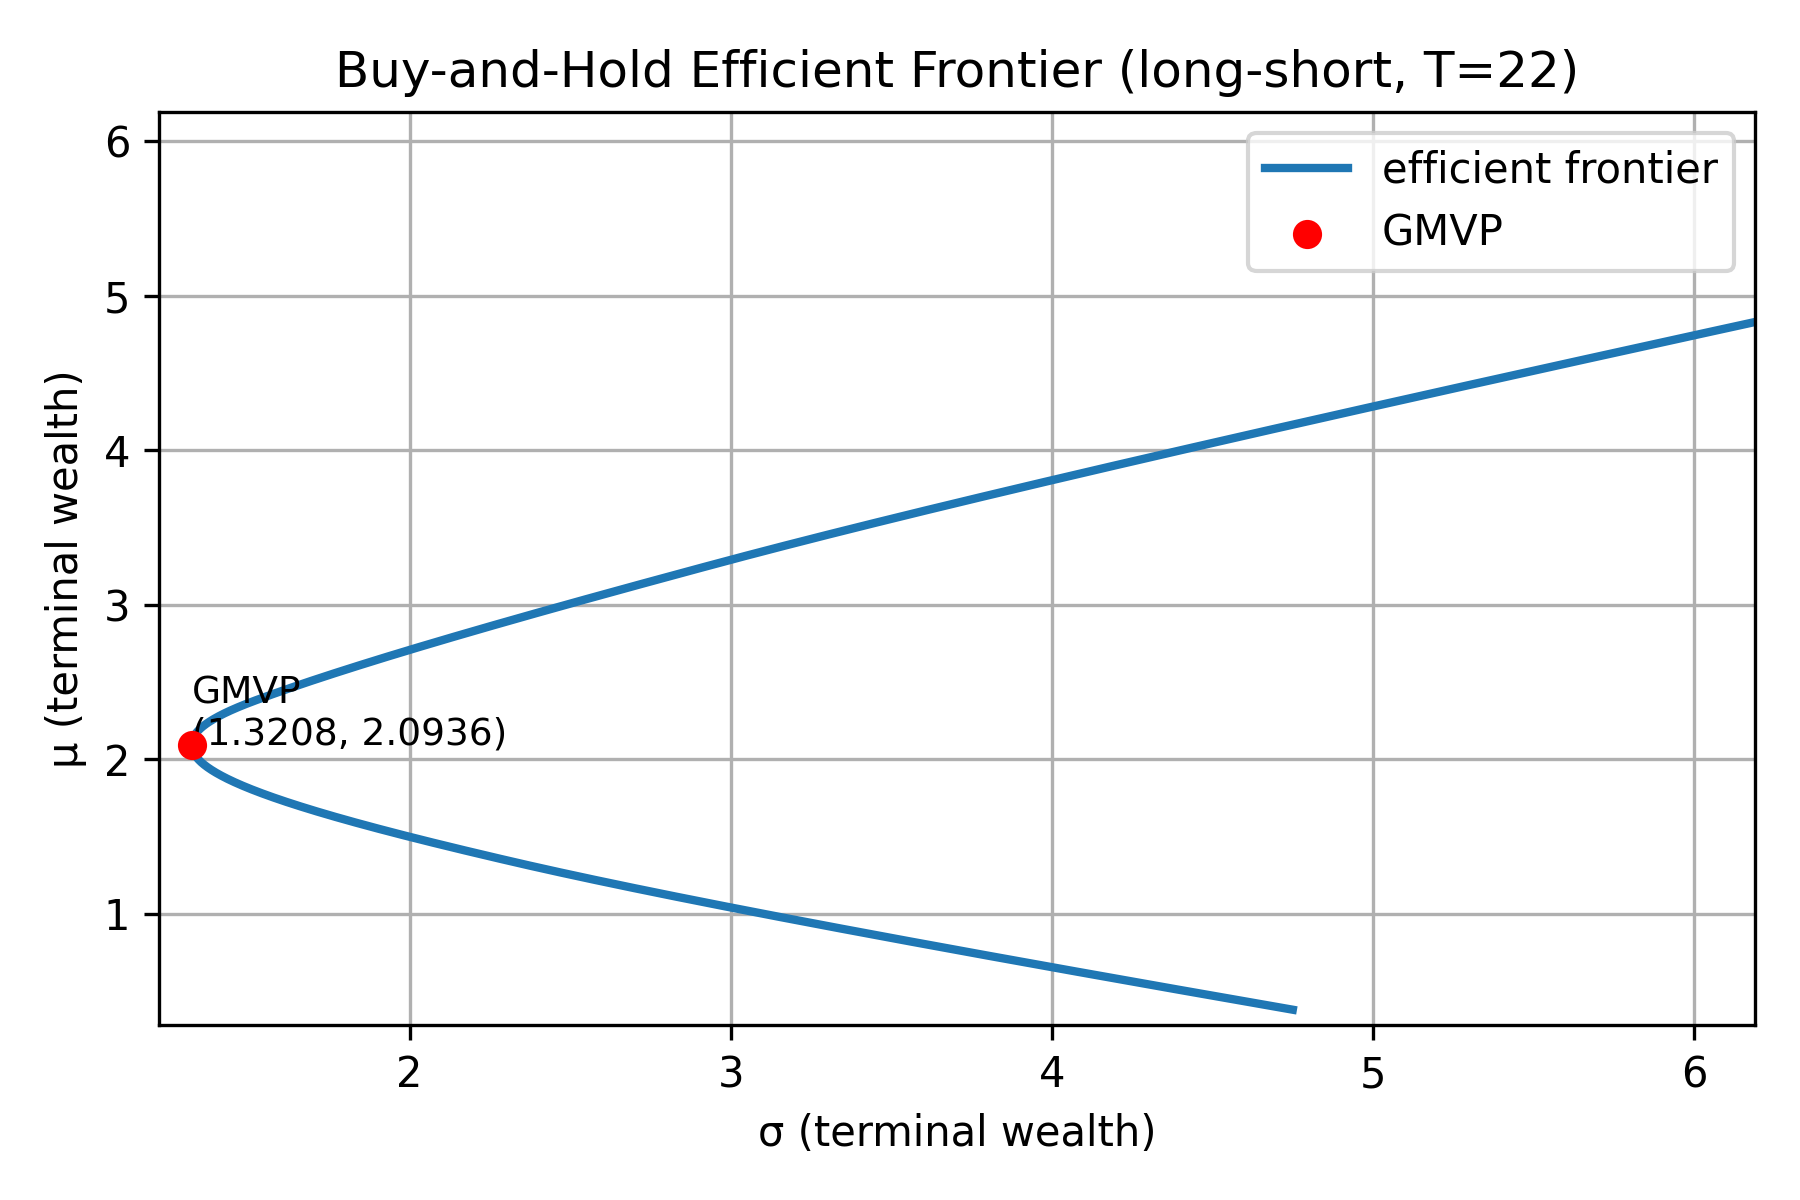 Buy-and-Hold Efficient Frontier (long-short, T=22)
efficient frontier
GMVP
6
5
4
3
2
1
μ (terminal wealth)
GMVP
(1.3208, 2.0936)
2
3
4
5
6
σ (terminal wealth)